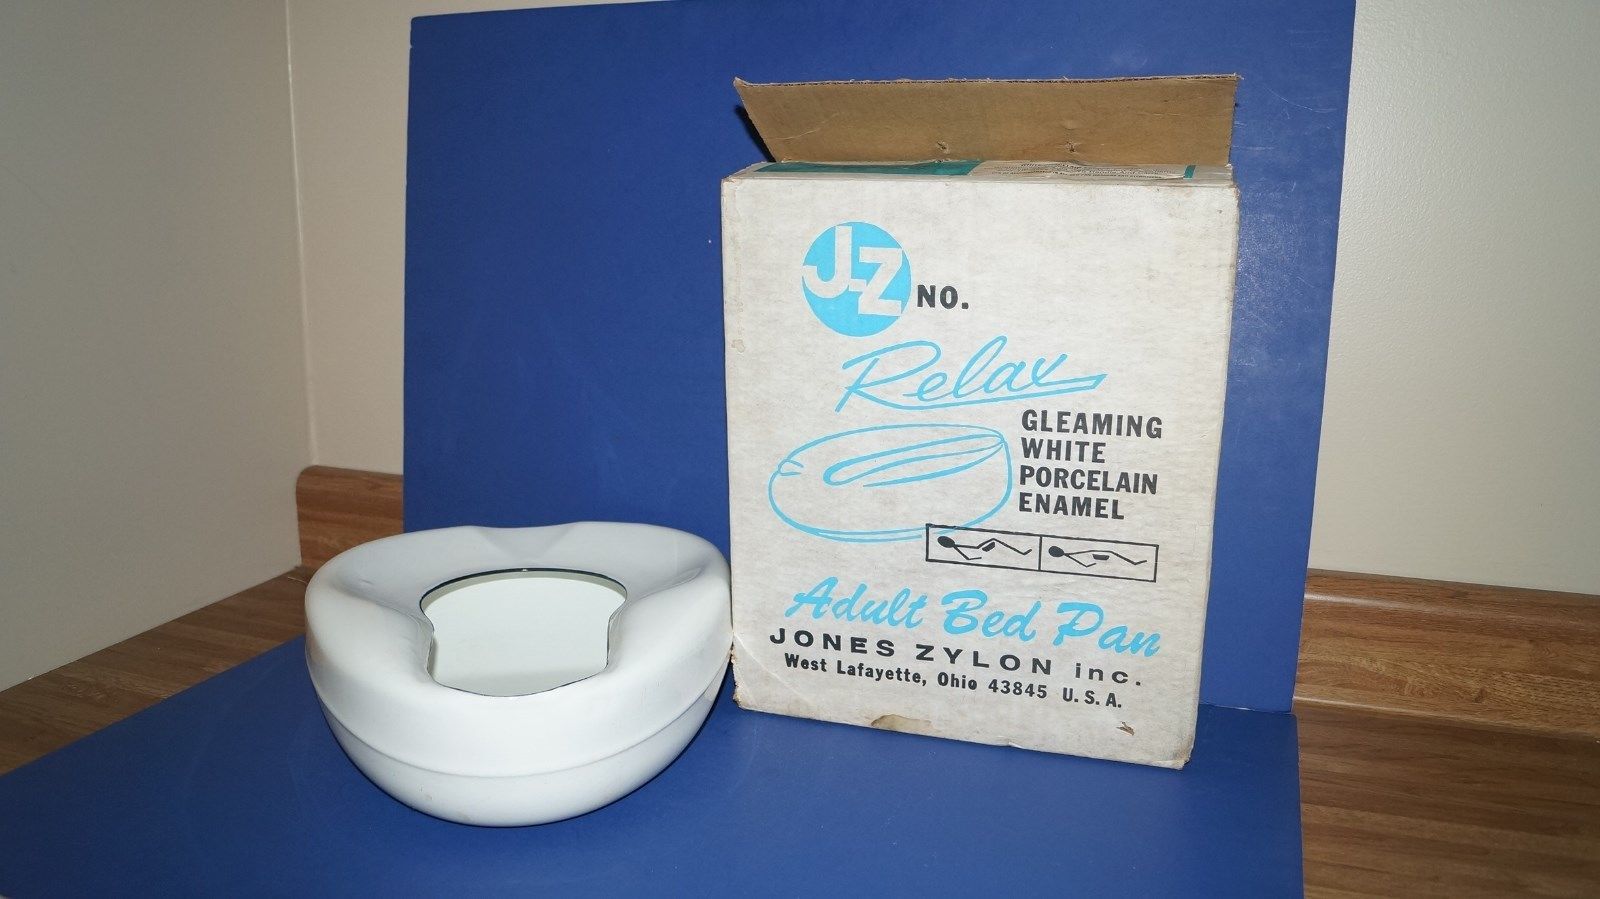 J-Z NO.
Relax
GLEAMING
WHITE
PORCELAIN
ENAMEL
Adult Bed Pan
JONES ZYLON inc.
West Lafayette, Ohio 43845 U.S.A.